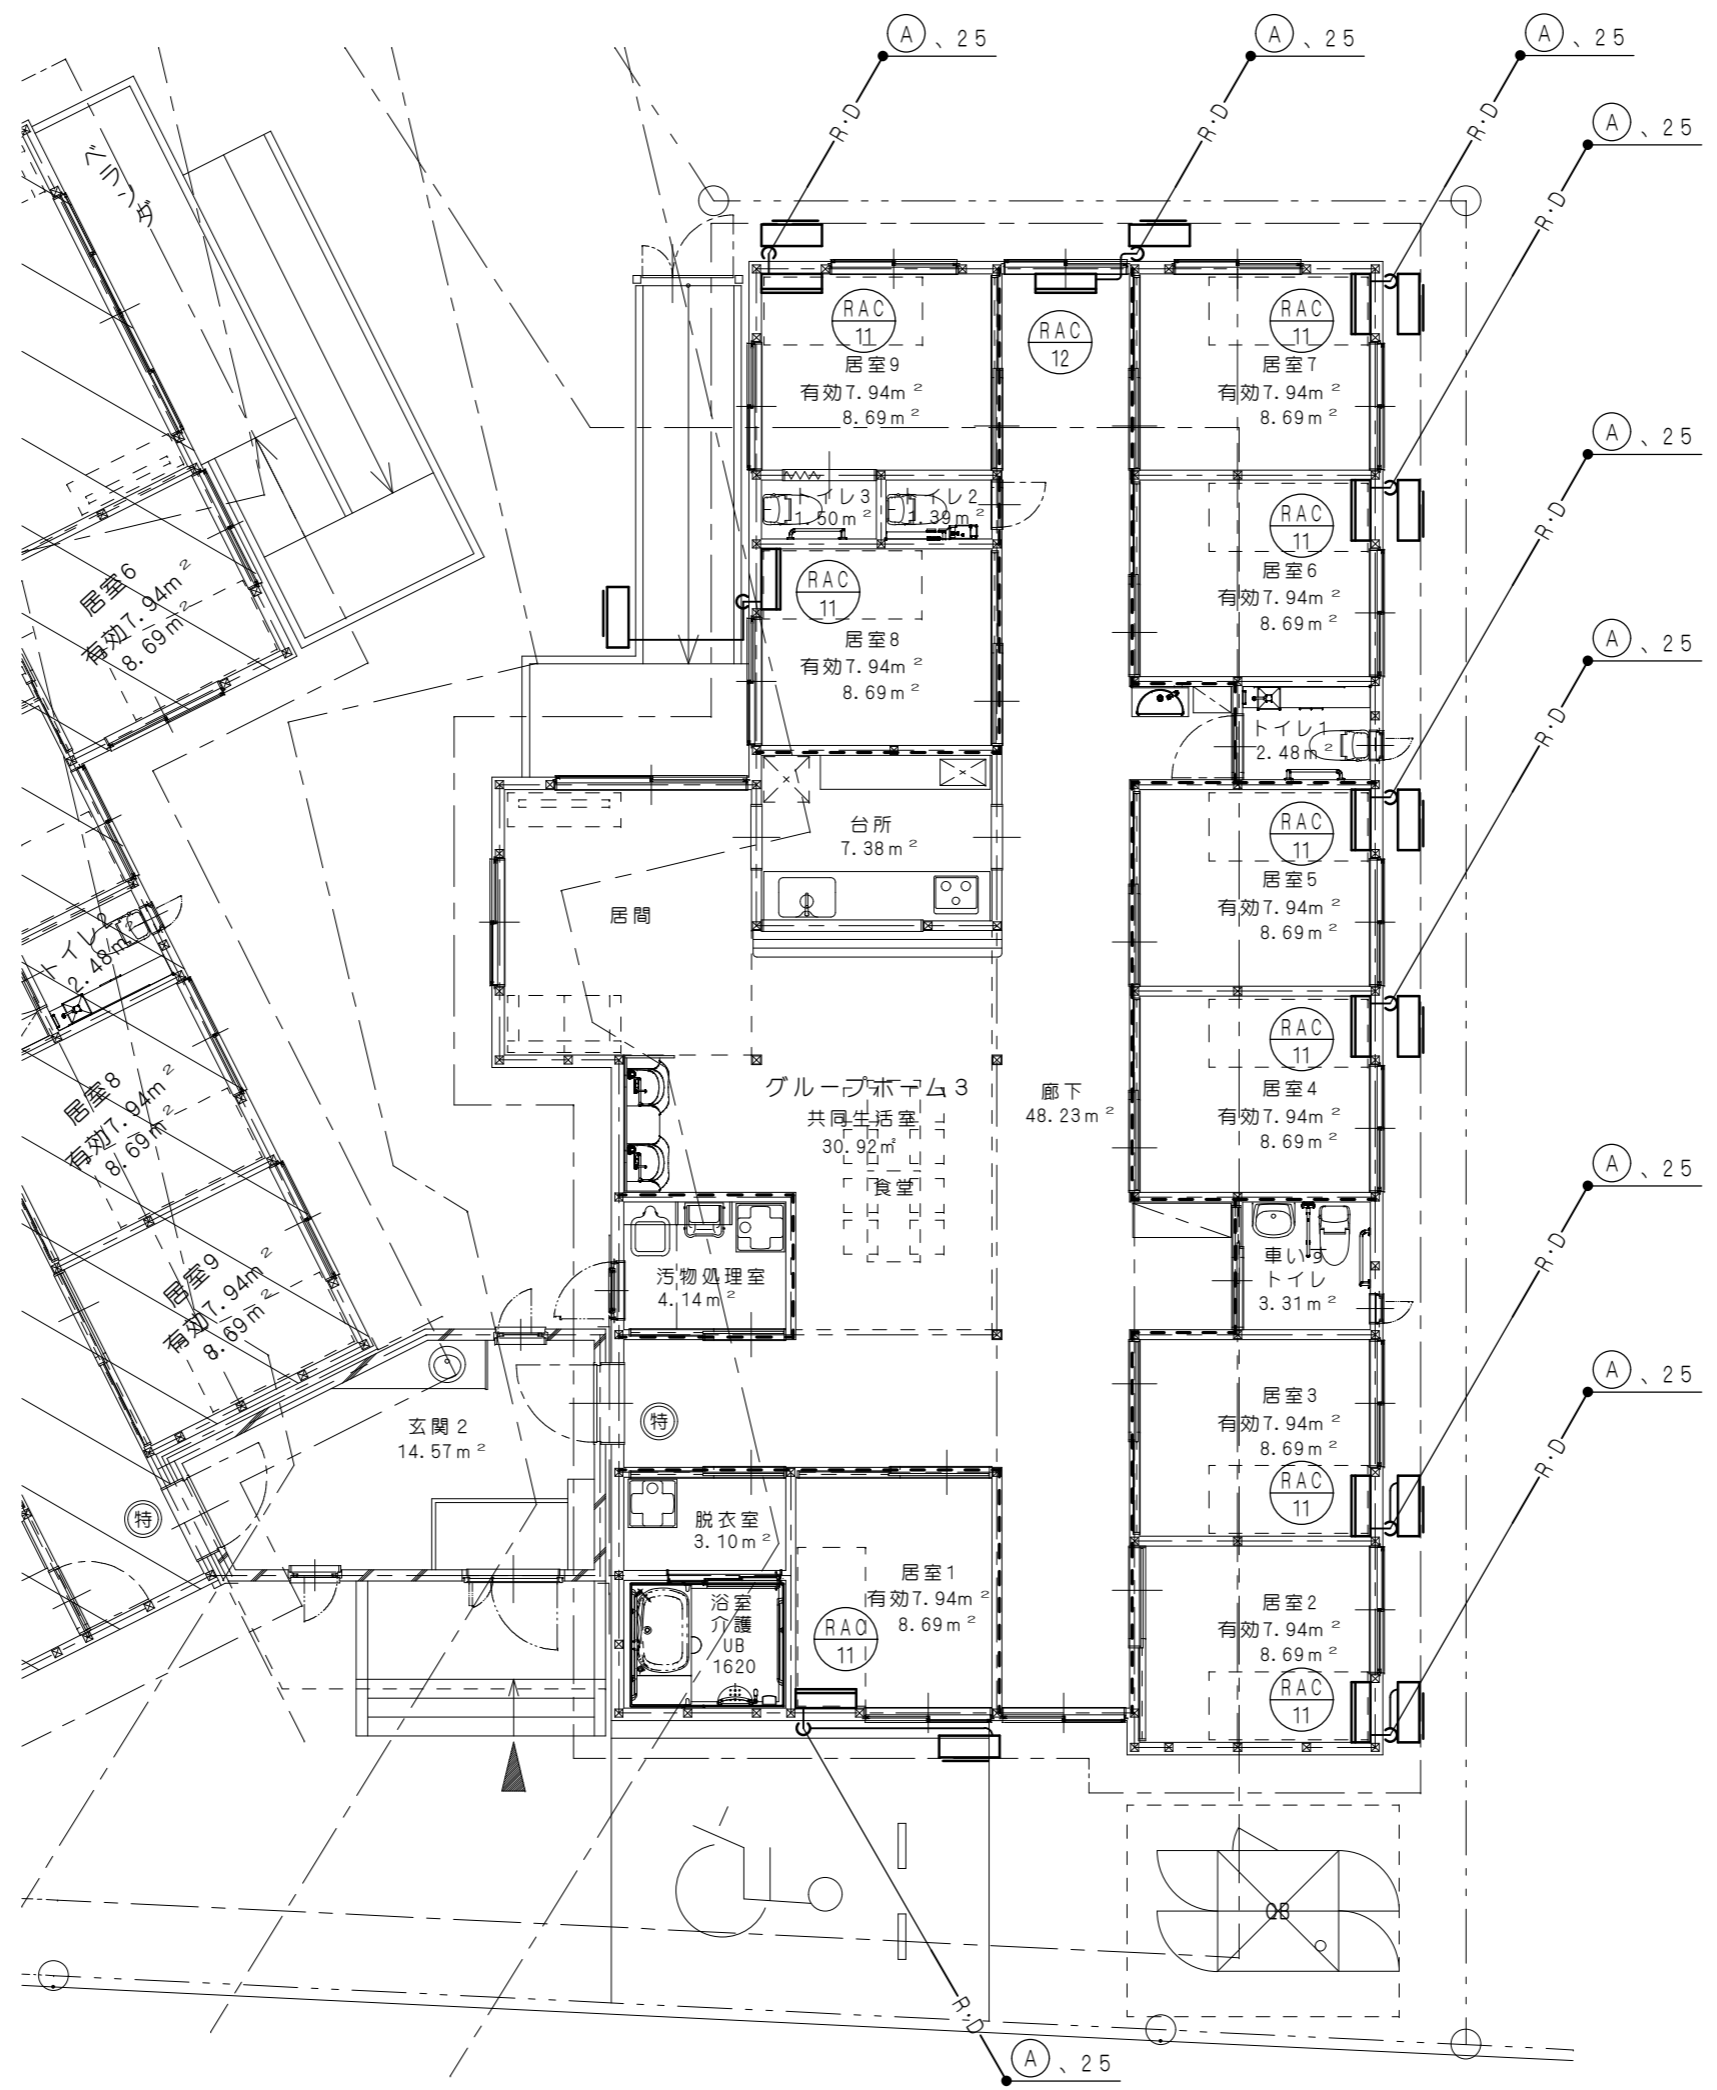 Ⓐ、25
Ⓐ、25
Ⓐ、25
Ⓐ、25
R・D
R・D
R・D
R・D
ベランダ
RAC
11
居室9
有効7.94m²
8.69m²
RAC
12
RAC
11
居室7
有効7.94m²
8.69m²
Ⓐ、25
R・D
トイレ3
1.50m²
トイレ2
1.39m²
RAC
11
居室6
有効7.94m²
8.69m²
居室6
有効7.94m²
8.69m²
RAC
11
居室8
有効7.94m²
8.69m²
Ⓐ、25
R・D
トイレ1
2.48m²
台所
7.38m²
RAC
11
居室5
有効7.94m²
8.69m²
居間
トイレ2
2.48m²
RAC
11
居室4
有効7.94m²
8.69m²
居室8
有効7.94m²
8.69m²
グループホーム3
共同生活室
30.92㎡
食堂
廊下
48.23m²
Ⓐ、25
R・D
車いす
トイレ
3.31m²
汚物処理室
4.14m²
居室9
有効7.94m²
8.69m²
Ⓐ、25
R・D
玄関2
14.57m²
特
特
居室3
有効7.94m²
8.69m²
RAC
11
脱衣室
3.10m²
居室1
有効7.94m²
8.69m²
RAC
11
浴室
介護
UB
1620
居室2
有効7.94m²
8.69m²
RAC
11
QB
R・D
Ⓐ、25